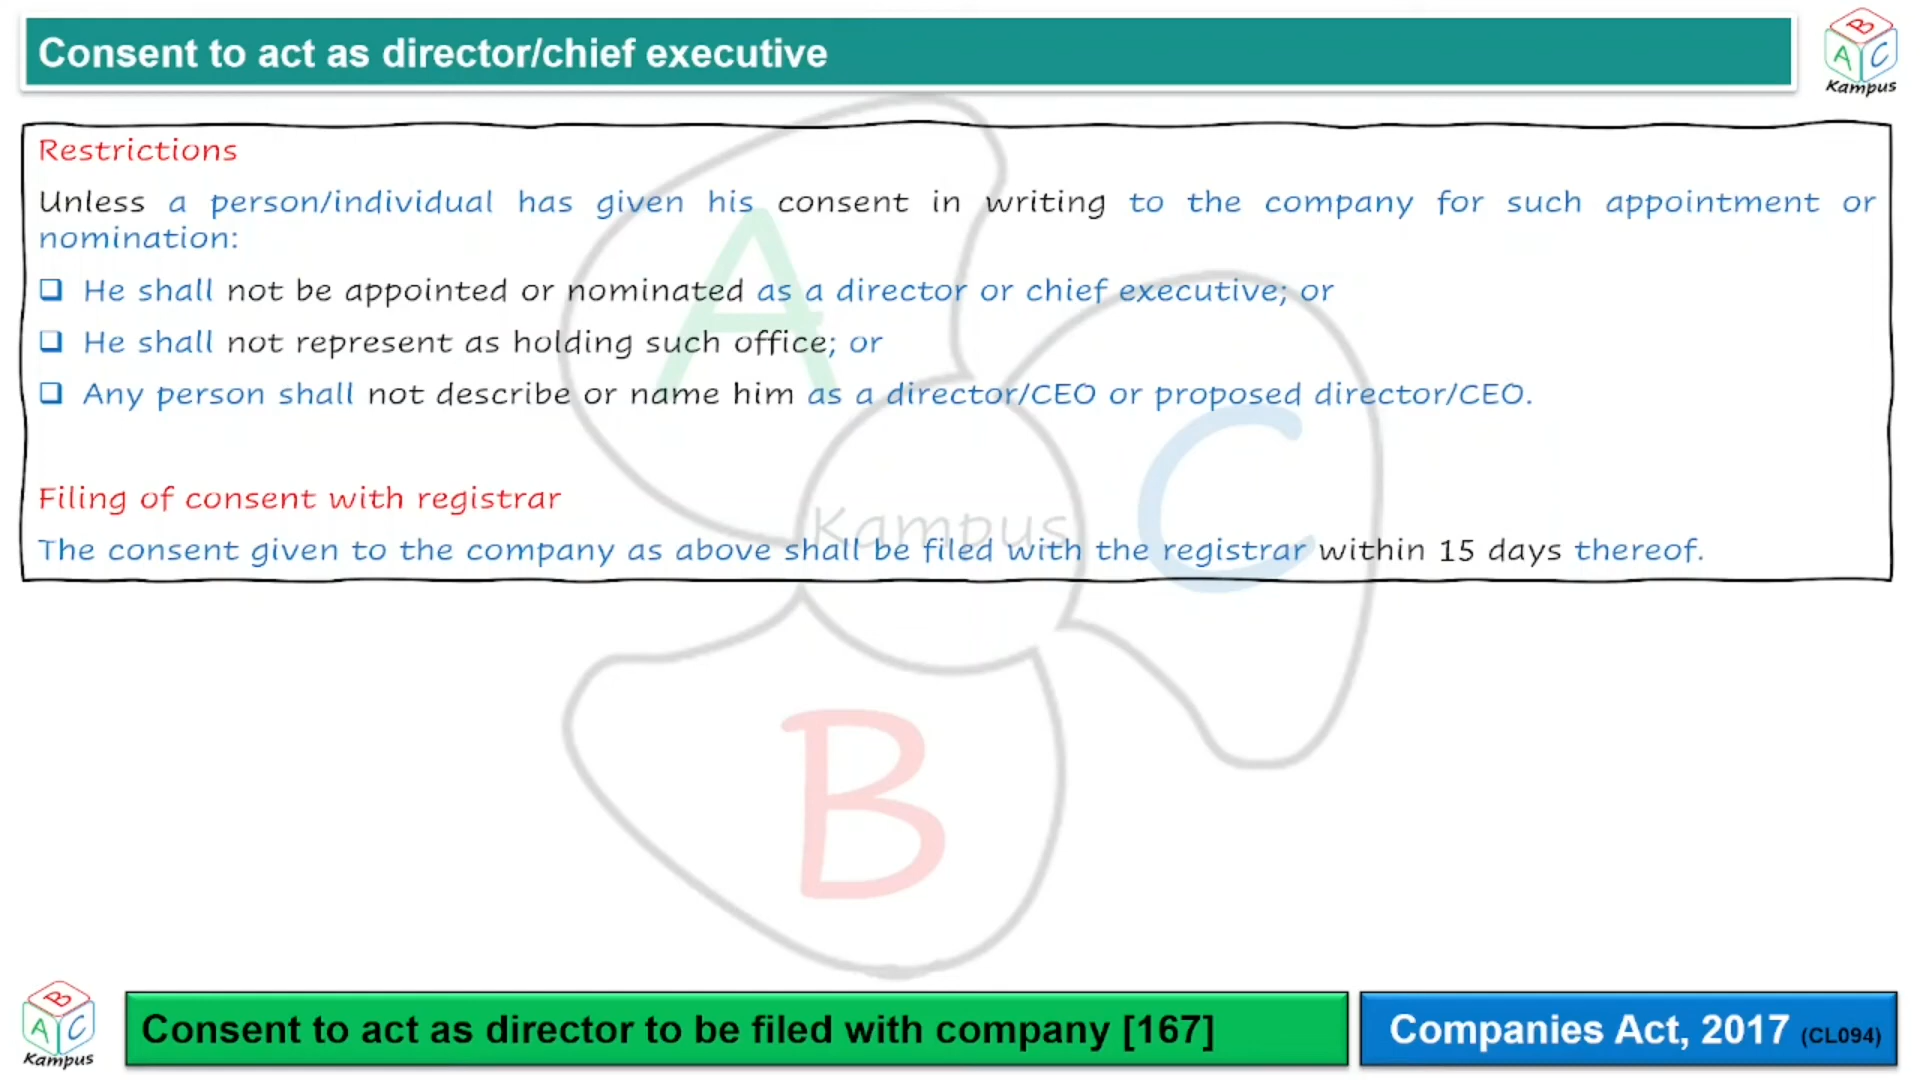 Consent to act as director/chief executive
B
A C
Kampus
Restrictions
Unless a person/individual has given his consent in writing to the company for such appointment or
nomination:
He shall not be appointed or nominated as a director or chief executive; or
He shall not represent as holding such office; or
Any person shall not describe or name him as a director/CEO or proposed director/CEO.
Filing of consent with registrar
The consent given to the company as above shall be filed with the registrar within 15 days thereof.
A
C
Kampus
B
B
A C
Kampus
Consent to act as director to be filed with company [167]
Companies Act, 2017 (CL094)